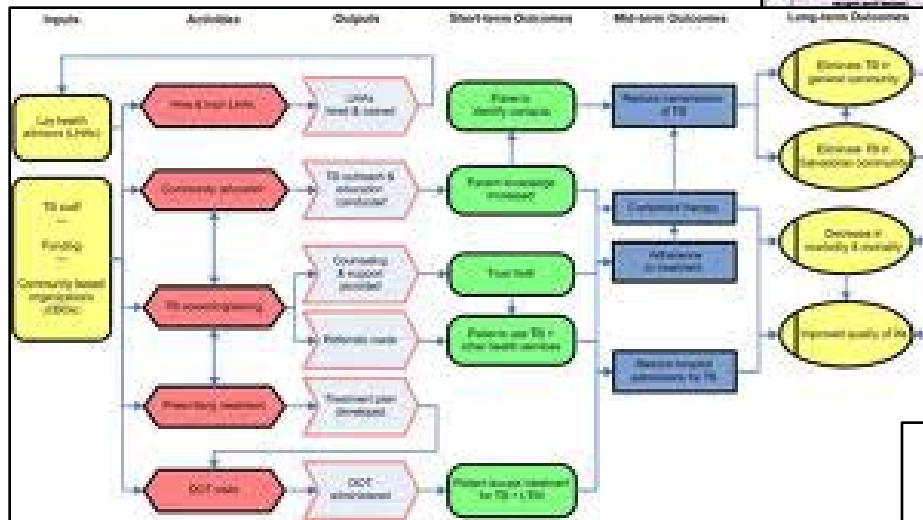 Inputs
Activities
Outputs
Short-term Outcomes
Mid-term Outcomes
Long-term Outcomes
Lay health
advisors (LHAs)
TB staff
Funding
Community based
organizations
(CBOs)
Hire & train LHAs
Community education
TB
Prescribing treatment
DOT visits
LHAs
hired & trained
TB outreach &
education
conducted
Counseling
& support
provided
Referrals made
Treatment plan
developed
DOT
administered
Patients
identify contacts
Patient knowledge
increased
Trust built
Patients use TB +
other health services
Patient
treatment
for TB + LTBI
Reduce transmission
of TB
Completed therapy
Adherence
to treatment
Reduce hospital
admissions for TB
Eliminate TB in
general community
Eliminate TB in
community
Decrease in
morbidity & mortality
Improved quality of life